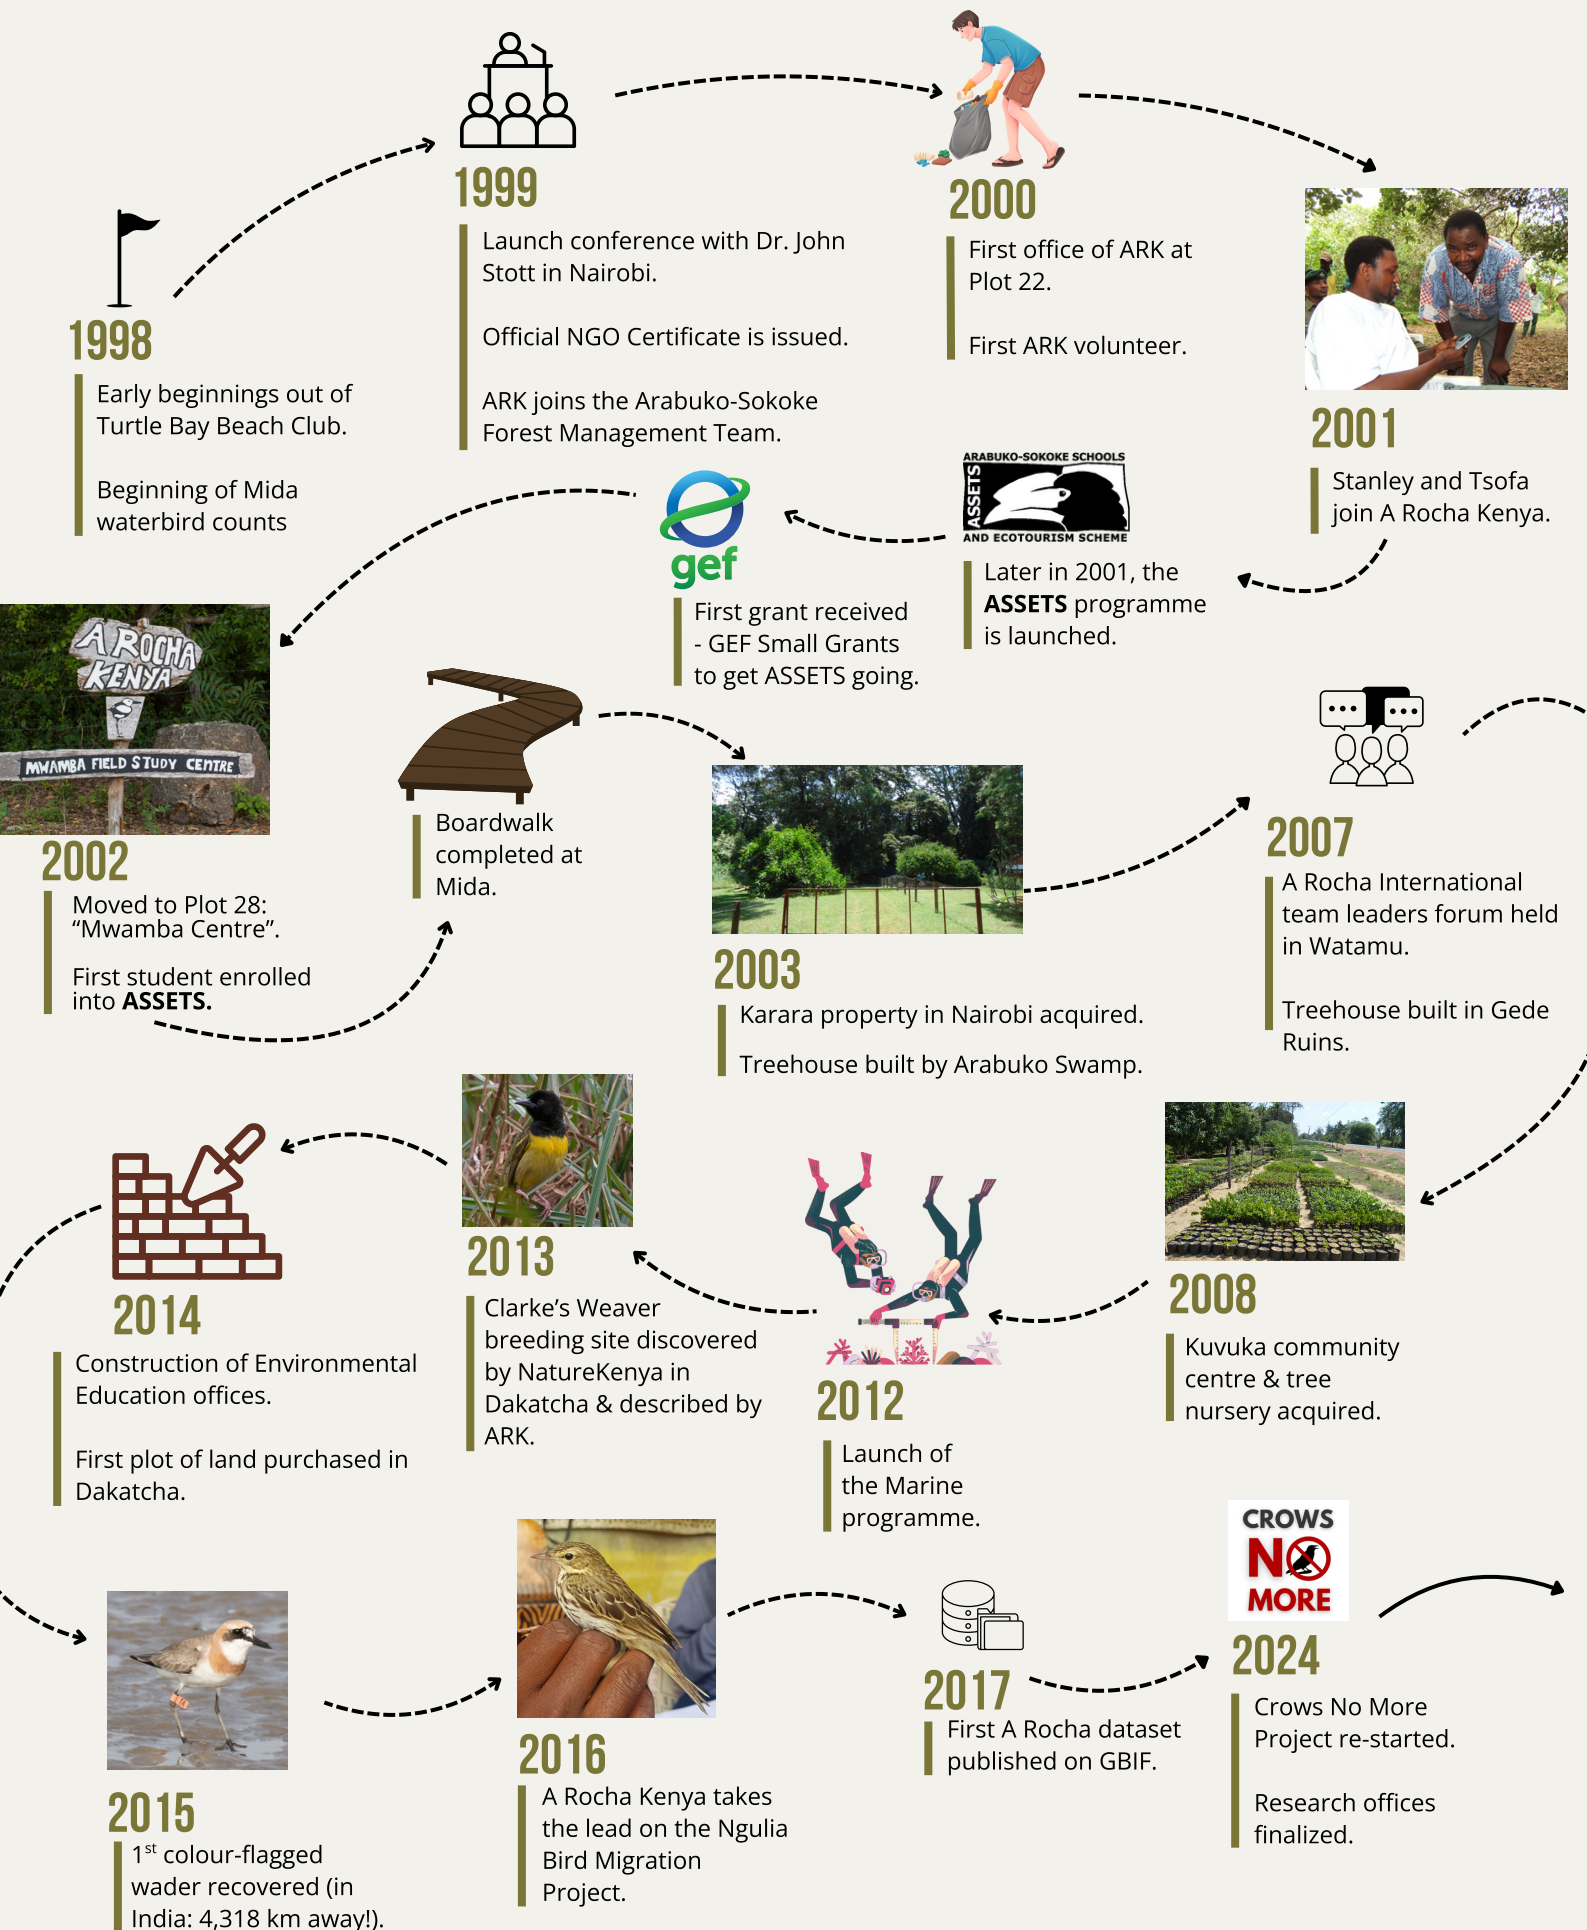 1998
Early beginnings out of
Turtle Bay Beach Club.
Beginning of Mida
waterbird counts
1999
Launch conference with Dr. John
Stott in Nairobi.
Official NGO Certificate is issued.
ARK joins the Arabuko-Sokoke
Forest Management Team.
2000
First office of ARK at
Plot 22.
First ARK volunteer.
2001
Stanley and Tsofa
join A Rocha Kenya.
ARABUKO-SOKOKE SCHOOLS
ASSETS
AND ECOTOURISM SCHEME
Later in 2001, the
ASSETS programme
is launched.
gef
First grant received
- GEF Small Grants
to get ASSETS going.
A ROCHA
KENYA
MWAMBA FIELD STUDY CENTRE
2002
Moved to Plot 28:
“Mwamba Centre”.
First student enrolled
into ASSETS.
Boardwalk
completed at
Mida.
2003
Karara property in Nairobi acquired.
Treehouse built by Arabuko Swamp.
2007
A Rocha International
team leaders forum held
in Watamu.
Treehouse built in Gede
Ruins.
2008
Kuvuka community
centre & tree
nursery acquired.
2012
Launch of
the Marine
programme.
2013
Clarke’s Weaver
breeding site discovered
by NatureKenya in
Dakatcha & described by
ARK.
2014
Construction of Environmental
Education offices.
First plot of land purchased in
Dakatcha.
2015
1st colour-flagged
wader recovered (in
India: 4,318 km away!).
2016
A Rocha Kenya takes
the lead on the Ngulia
Bird Migration
Project.
2017
First A Rocha dataset
published on GBIF.
CROWS
NO
MORE
2024
Crows No More
Project re-started.
Research offices
finalized.